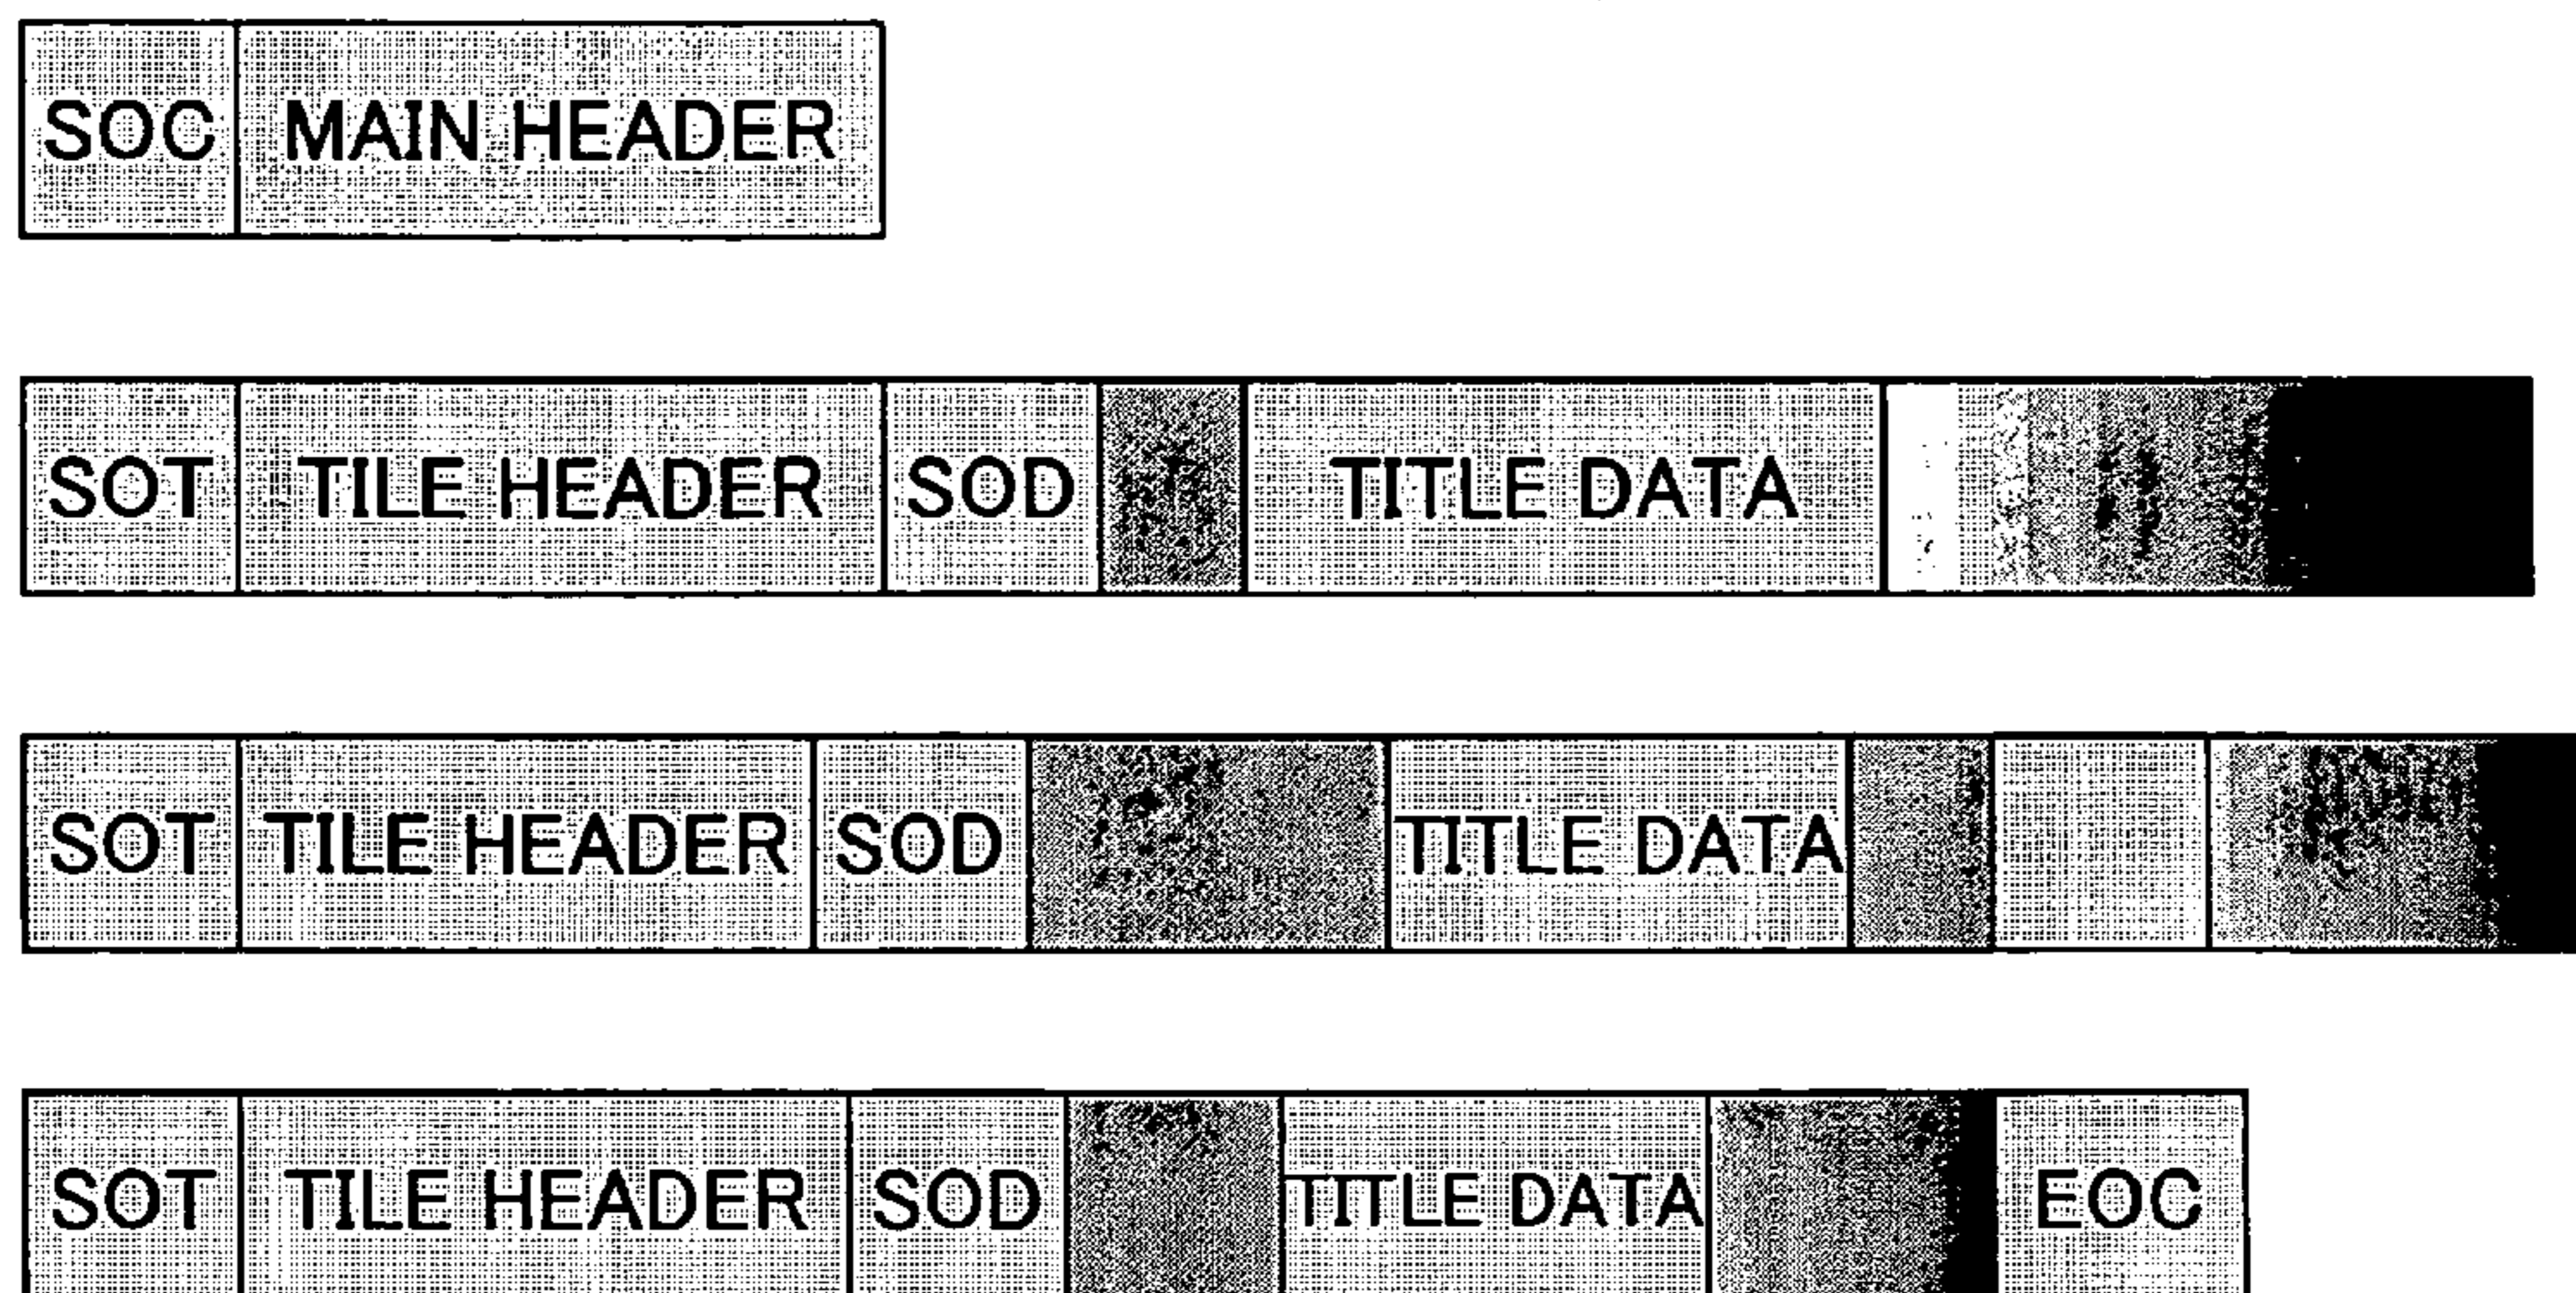 SOC MAIN HEADER
SOT TILE HEADER SOD TITLE DATA
SOT TILE HEADER SOD TITLE DATA
SOT TILE HEADER SOD TITLE DATA EOC